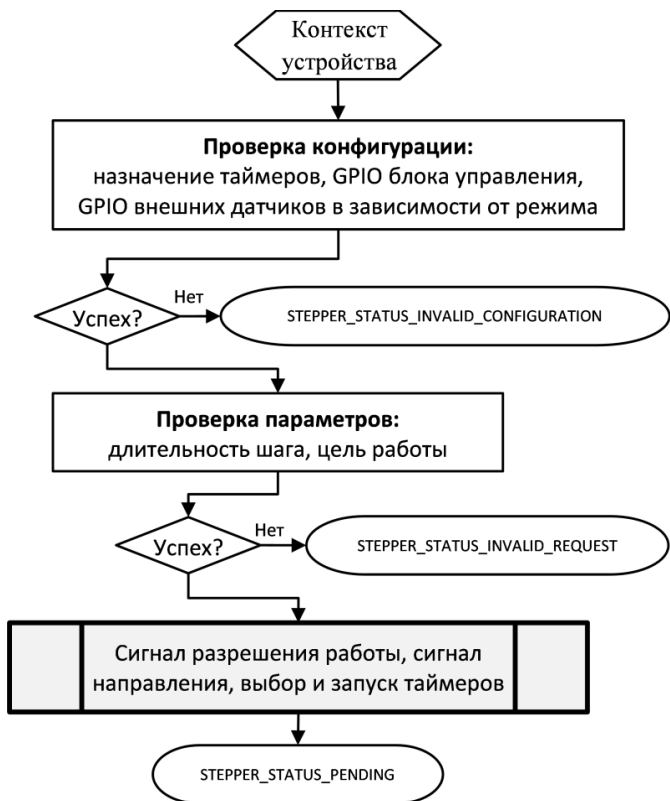 Контекст
устройства
Проверка конфигурации:
назначение таймеров, GPIO блока управления,
GPIO внешних датчиков в зависимости от режима
Успех?
Нет
STEPPER_STATUS_INVALID_CONFIGURATION
Проверка параметров:
длительность шага, цель работы
Успех?
Нет
STEPPER_STATUS_INVALID_REQUEST
Сигнал разрешения работы, сигнал
направления, выбор и запуск таймеров
STEPPER_STATUS_PENDING